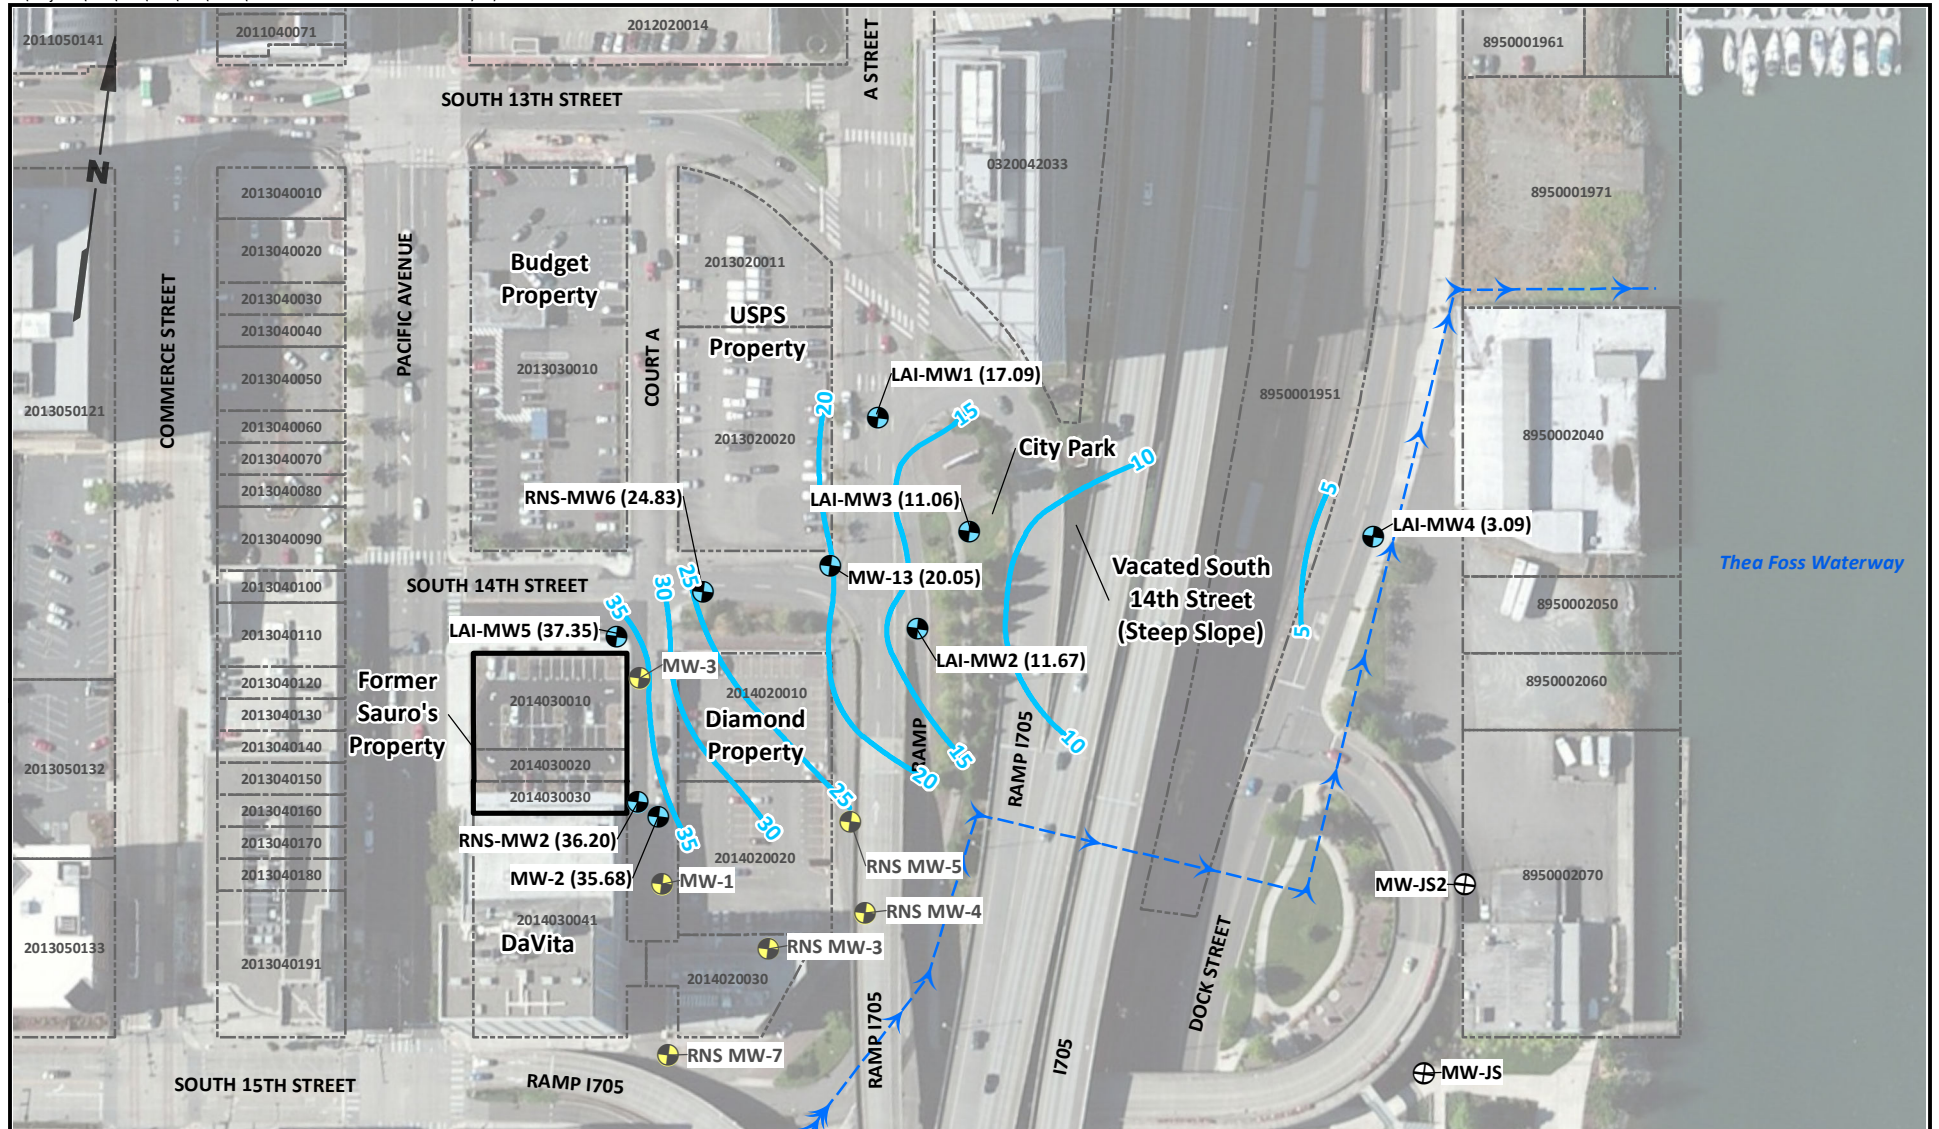 2011050141
2011040071
2012020014
A STREET
8950001961
SOUTH 13TH STREET
N
2013040010
0320042033
8950001971
2013040020
Budget
Property
2013020011
PACIFIC AVENUE
COMMERCE STREET
2013040030
2013040040
USPS
Property
COURT A
2013030010
2013040050
LAI-MW1 (17.09)
8950001951
2013050121
20
15
2013040060
2013020020
8950002040
City Park
2013040070
10
2013040080
RNS-MW6 (24.83)
LAI-MW3 (11.06)
5
LAI-MW4 (3.09)
2013040090
Thea Foss Waterway
Vacated South
14th Street
(Steep Slope)
MW-13 (20.05)
25
30
SOUTH 14TH STREET
2013040100
8950002050
35
LAI-MW5 (37.35)
2013040110
5
LAI-MW2 (11.67)
MW-3
Former
Sauro's
Property
2013040120
2014030010
2014020010
8950002060
Diamond
Property
2013040130
2013040140
2013050132
2014030020
RAMP
15
10
20
RAMP I705
2013040150
2014030030
25
2013040160
30
35
RNS-MW2 (36.20)
2013040170
2014020020
RNS MW-5
MW-2 (35.68)
MW-1
2013040180
MW-JS2
8950002070
RNS MW-4
2014030041
DaVita
RNS MW-3
2013050133
2013040191
2014020030
DOCK STREET
RAMP I705
I705
RNS MW-7
SOUTH 15TH STREET
RAMP I705
MW-JS